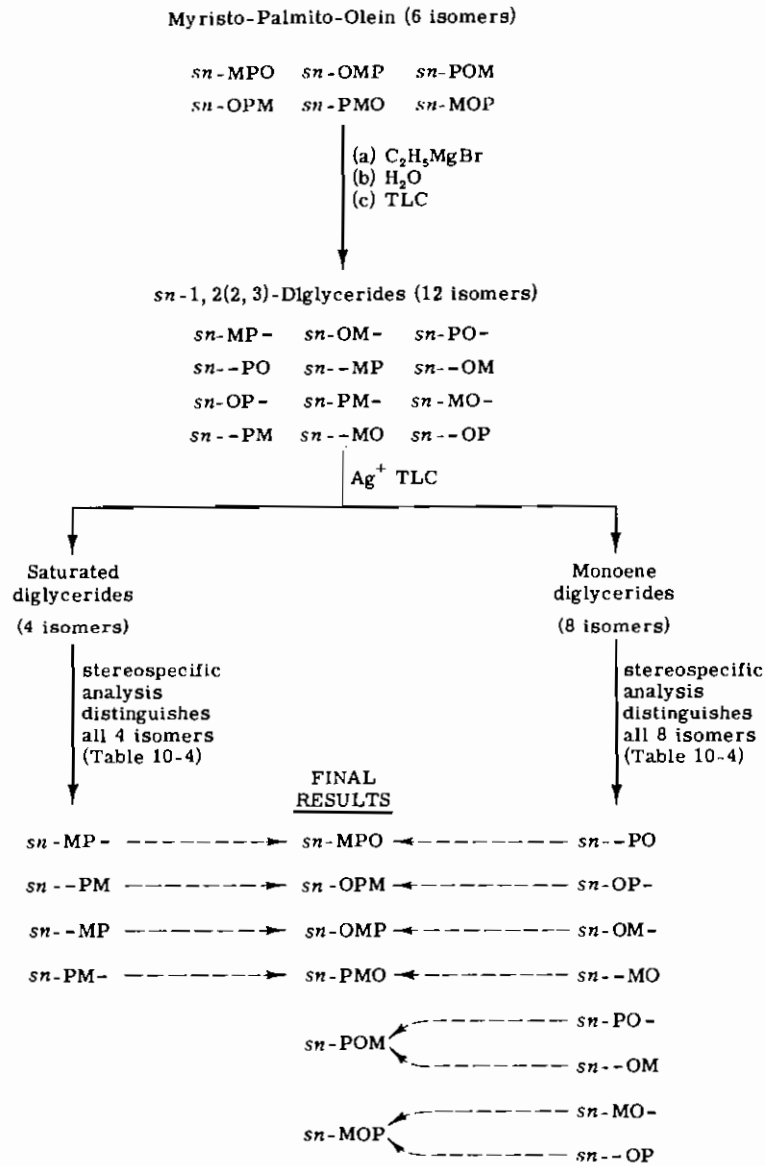 Myristo-Palmito-Olein (6 isomers)
sn-MPO sn-OMP sn-POM
sn-OPM sn-PMO sn-MOP
(a) C₂H₅MgBr
(b) H₂O
(c) TLC
sn-1, 2(2, 3)-Diglycerides (12 isomers)
sn-MP- sn-OM- sn-PO-
sn--PO sn--MP sn--OM
sn-OP- sn-PM- sn-MO-
sn--PM sn--MO sn--OP
Ag⁺ TLC
Saturated
diglycerides
(4 isomers)
Monoene
diglycerides
(8 isomers)
stereospecific
analysis
distinguishes
all 4 isomers
(Table 10-4)
stereospecific
analysis
distinguishes
all 8 isomers
(Table 10-4)
FINAL
RESULTS
sn-MP- sn-MPO sn--PO
sn--PM sn-OPM sn-OP-
sn--MP sn-OMP sn-OM-
sn-PM- sn-PMO sn--MO
sn-PO-
sn-POM
sn--OM
sn-MO-
sn-MOP
sn--OP